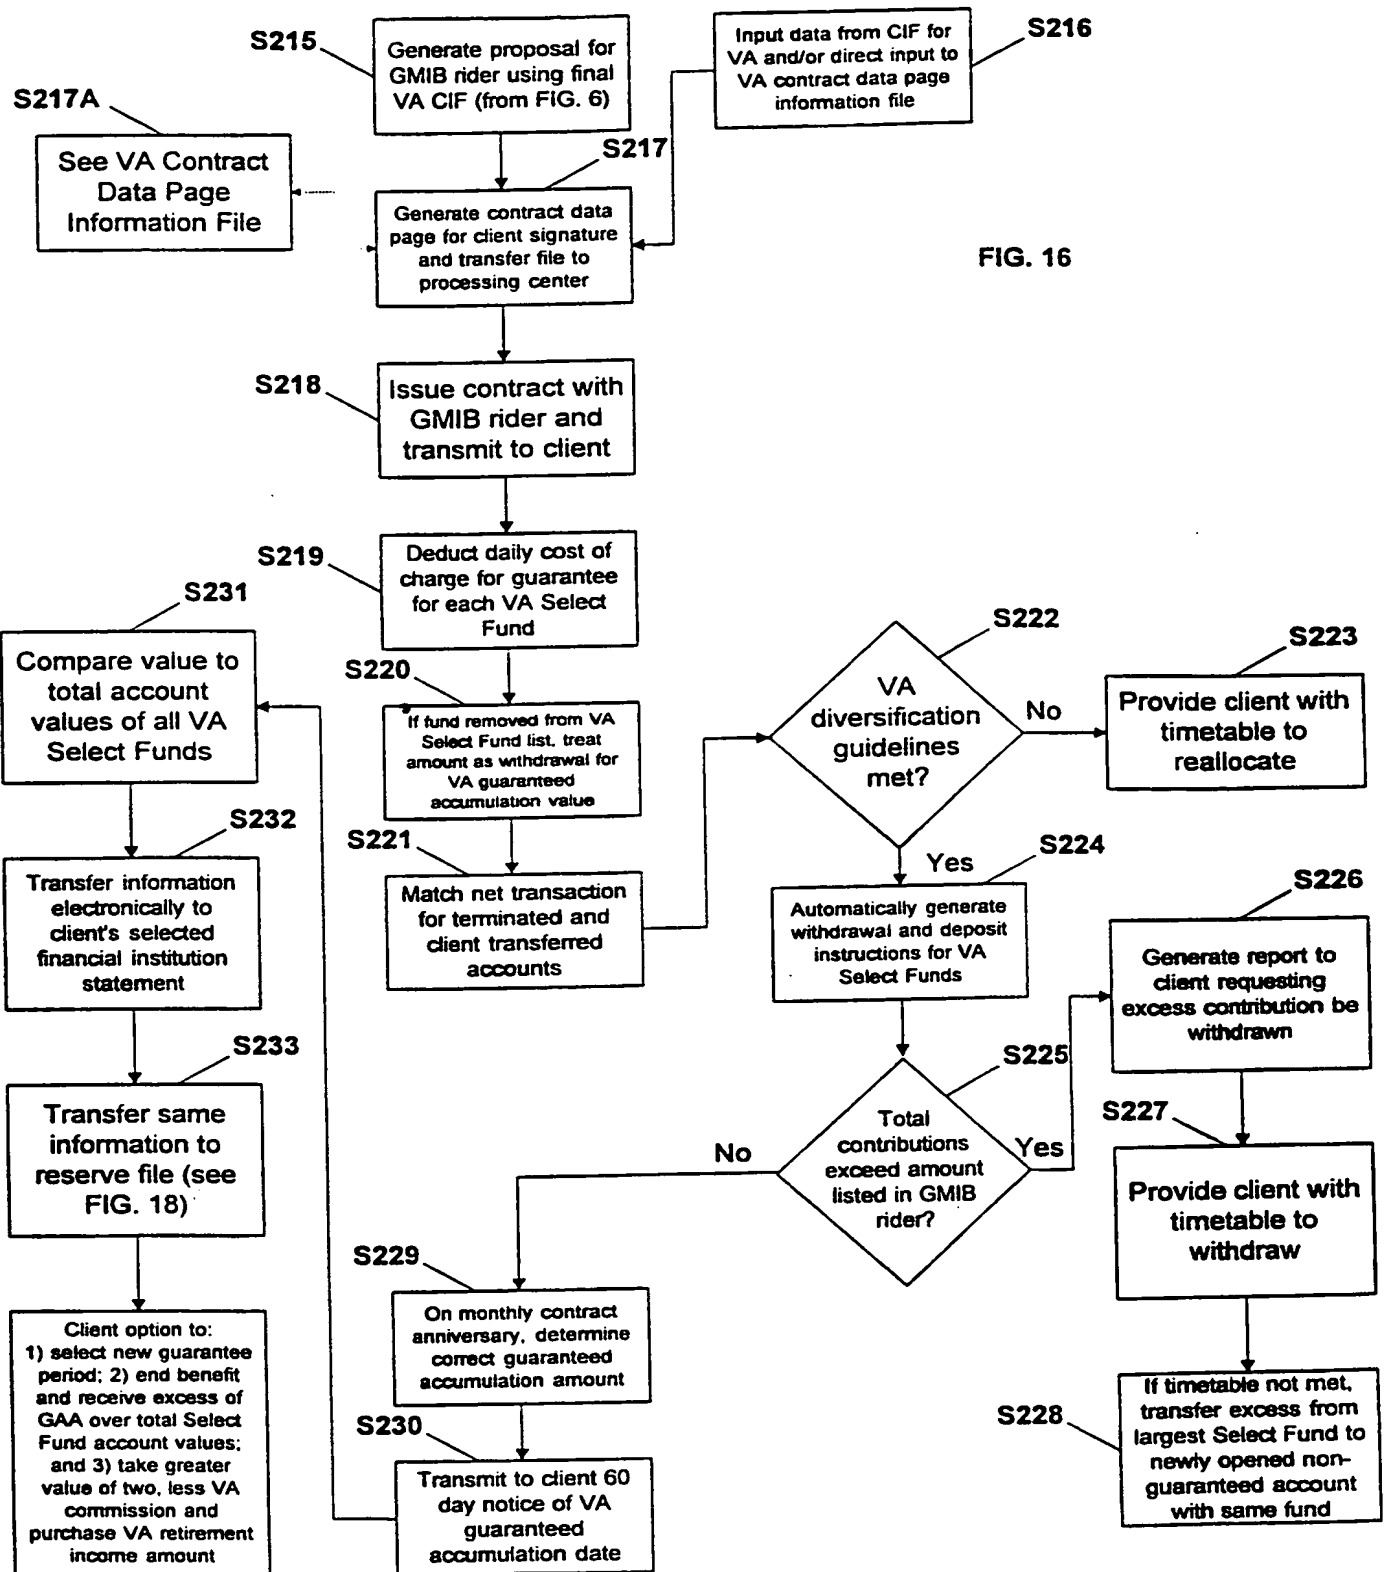 S215
Generate proposal for
GMIB rider using final
VA CIF (from FIG. 6)
Input data from CIF for
VA and/or direct input to
VA contract data page
information file
S216
S217A
See VA Contract
Data Page
Information File
S217
Generate contract data
page for client signature
and transfer file to
processing center
FIG. 16
S218
Issue contract with
GMIB rider and
transmit to client
S219
Deduct daily cost of
charge for guarantee
for each VA Select
Fund
S220
If fund removed from VA
Select Fund list, treat
amount as withdrawal for
VA guaranteed
accumulation value
S221
Match net transaction
for terminated and
client transferred
accounts
S222
VA
diversification
guidelines
met?
No
Yes
S223
Provide client with
timetable to
reallocate
S224
Automatically generate
withdrawal and deposit
instructions for VA
Select Funds
S225
Total
contributions
exceed amount
listed in GMIB
rider?
No
Yes
S226
Generate report to
client requesting
excess contribution be
withdrawn
S227
Provide client with
timetable to
withdraw
S228
If timetable not met,
transfer excess from
largest Select Fund to
newly opened non-
guaranteed account
with same fund
S229
On monthly contract
anniversary, determine
correct guaranteed
accumulation amount
S230
Transmit to client 60
day notice of VA
guaranteed
accumulation date
S231
Compare value to
total account
values of all VA
Select Funds
S232
Transfer information
electronically to
client's selected
financial institution
statement
S233
Transfer same
information to
reserve file (see
FIG. 18)
Client option to:
1) select new guarantee
period; 2) end benefit
and receive excess of
GAA over total Select
Fund account values;
and 3) take greater
value of two, less VA
commission and
purchase VA retirement
income amount